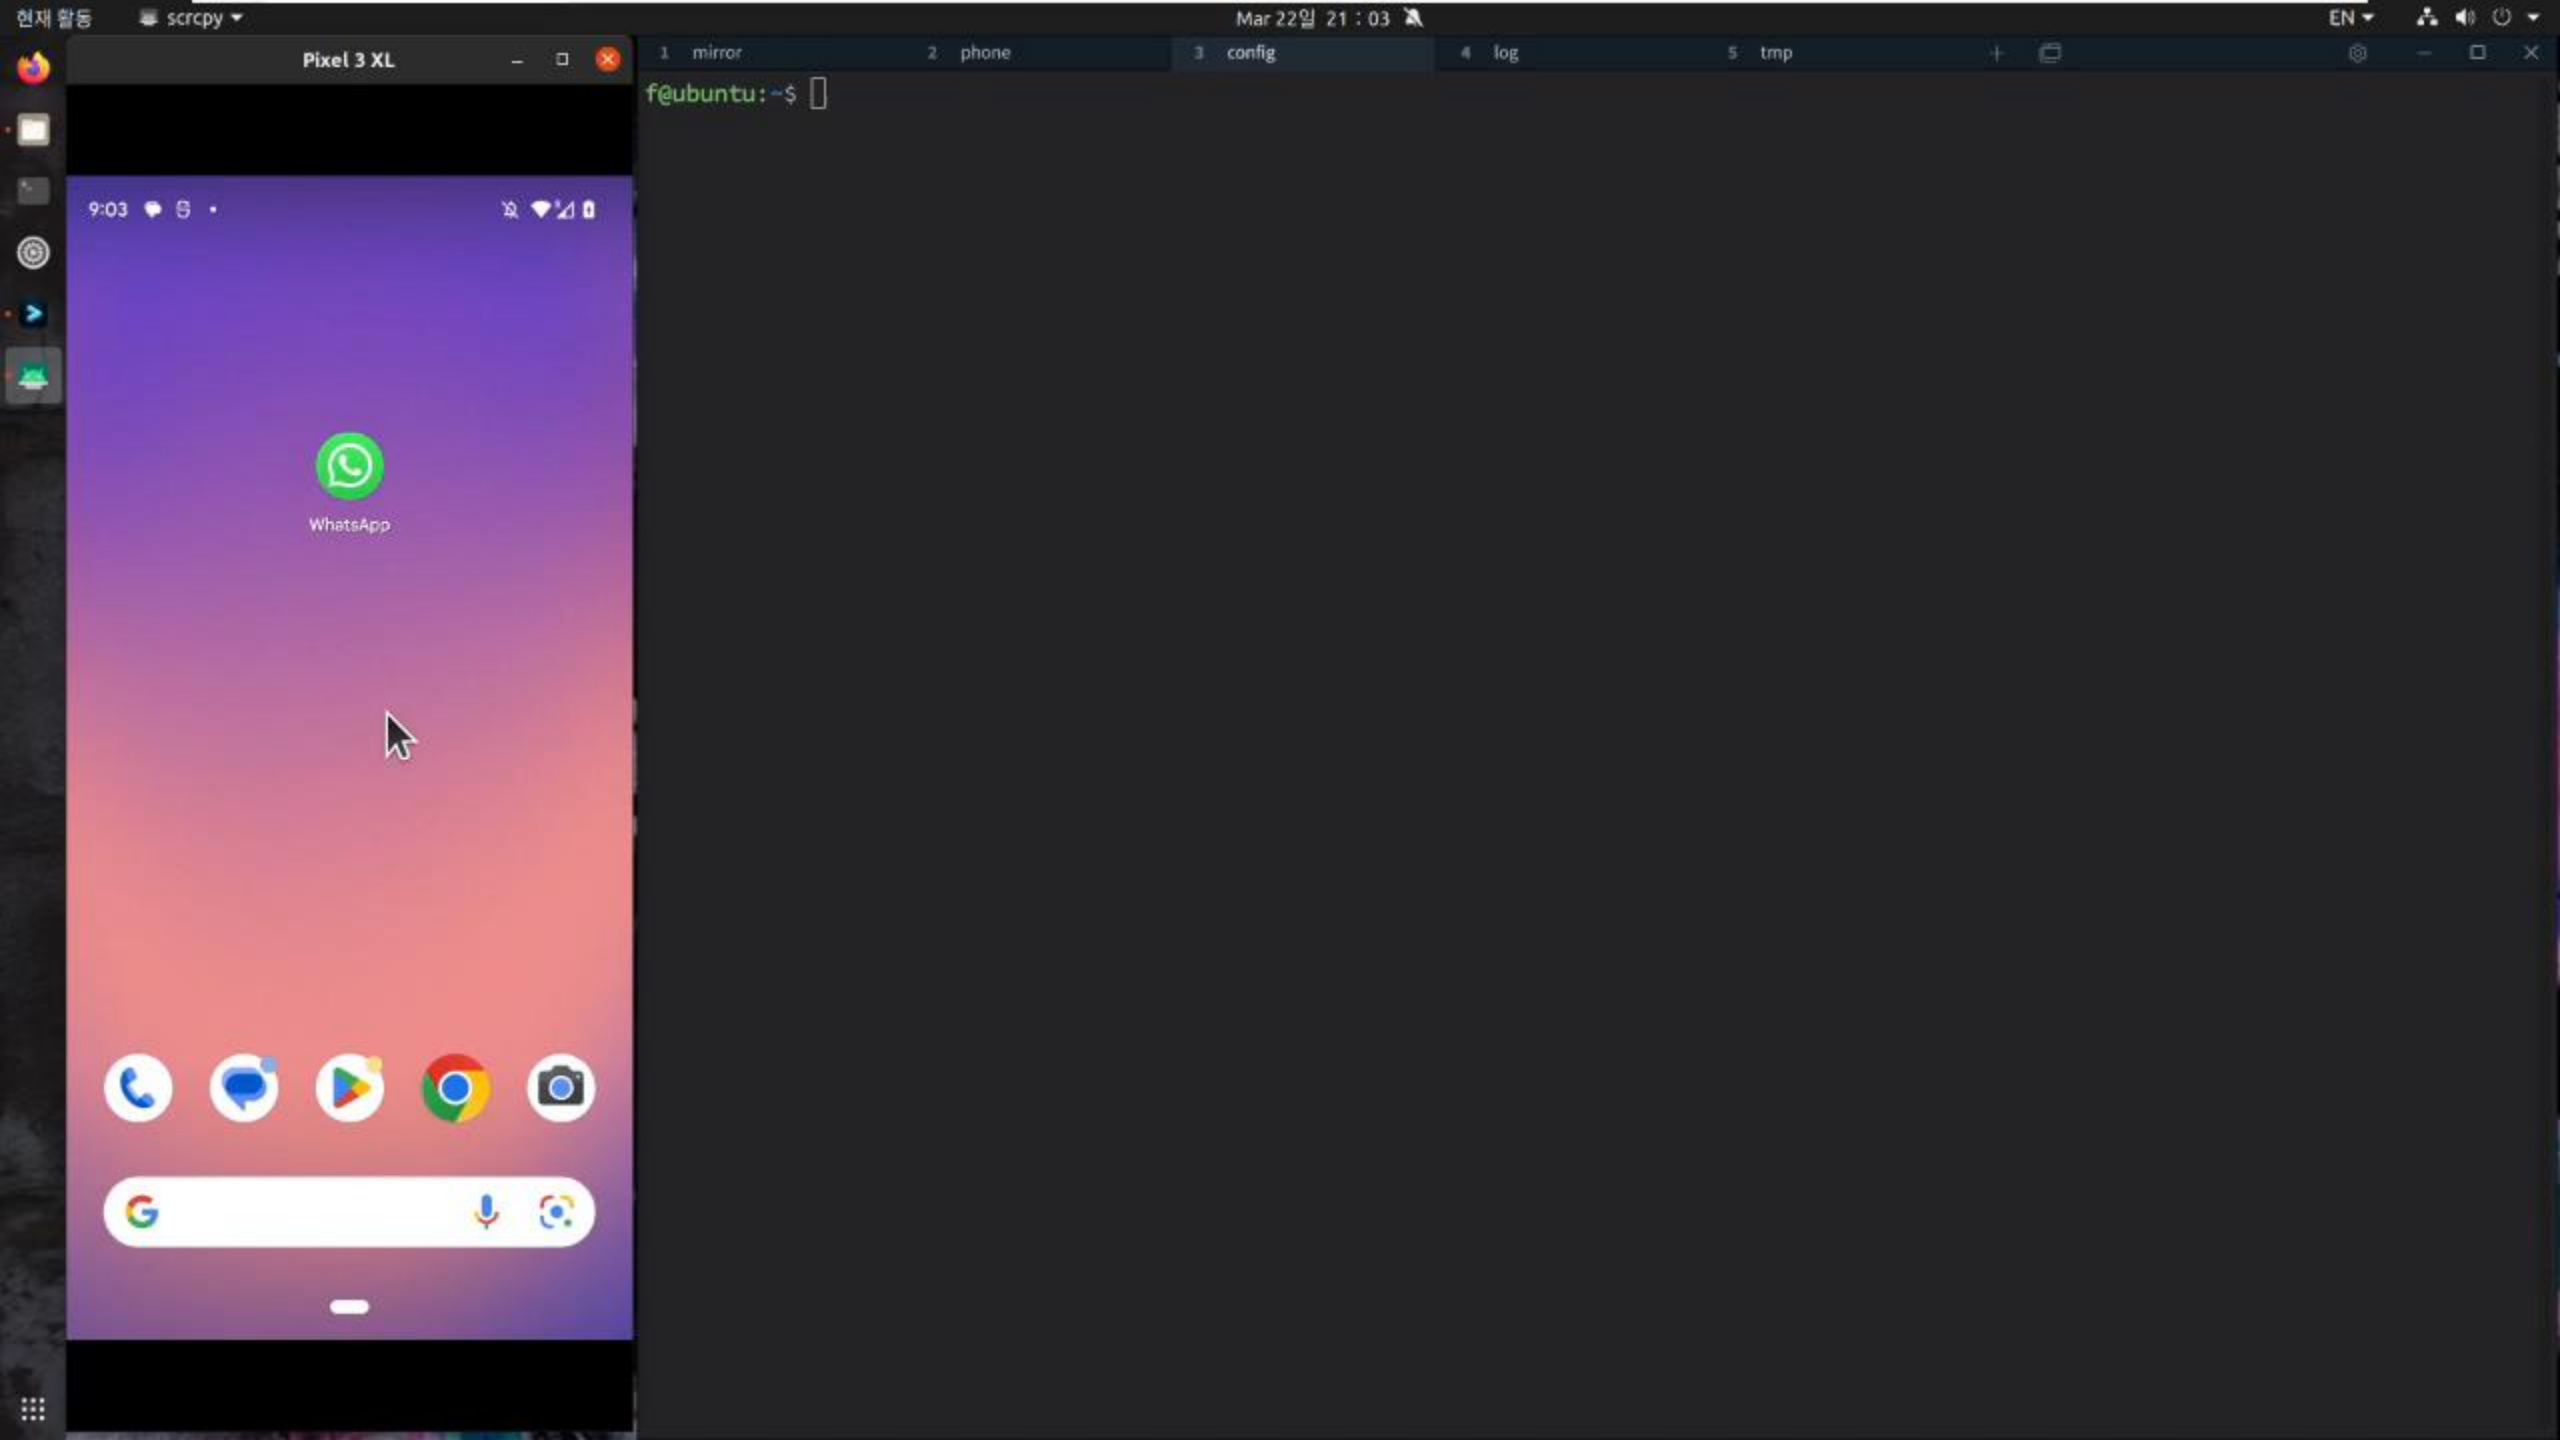 현재 활동 scrcpy Mar 22일 21 : 03 EN
Pixel 3 XL
1 mirror 2 phone 3 config 4 log 5 tmp
f@ubuntu:~$
9:03
WhatsApp